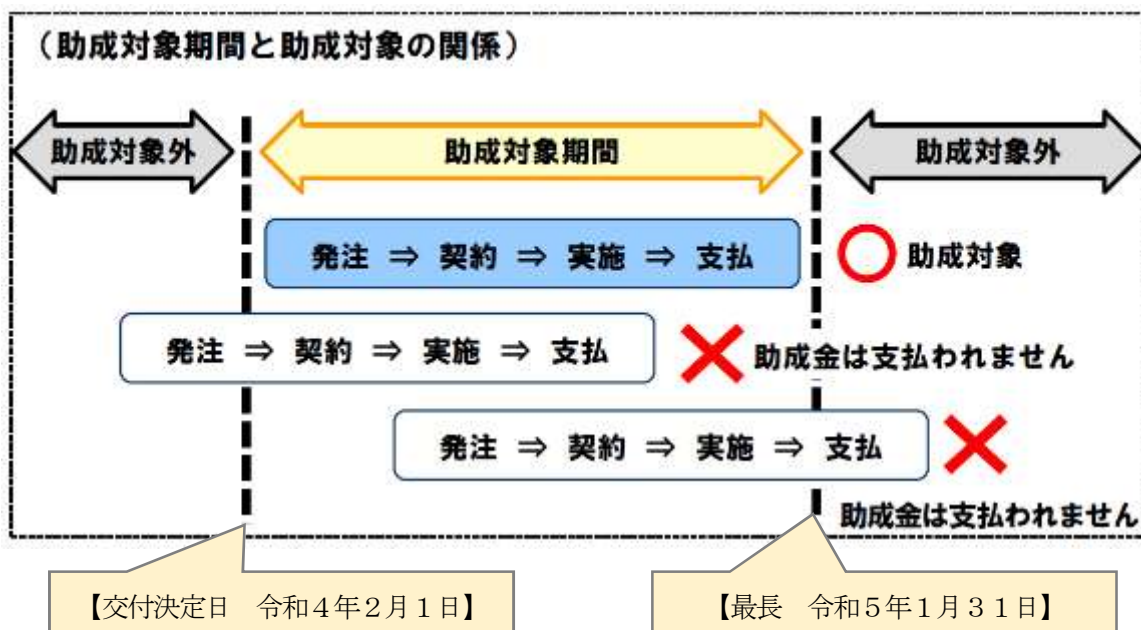 （助成対象期間と助成対象の関係）
助成対象外
助成対象期間
助成対象外
発注 ⇒ 契約 ⇒ 実施 ⇒ 支払
助成対象
発注 ⇒ 契約 ⇒ 実施 ⇒ 支払
助成金は支払われません
発注 ⇒ 契約 ⇒ 実施 ⇒ 支払
助成金は支払われません
【交付決定日　令和４年２月１日】
【最長　令和５年１月３１日】